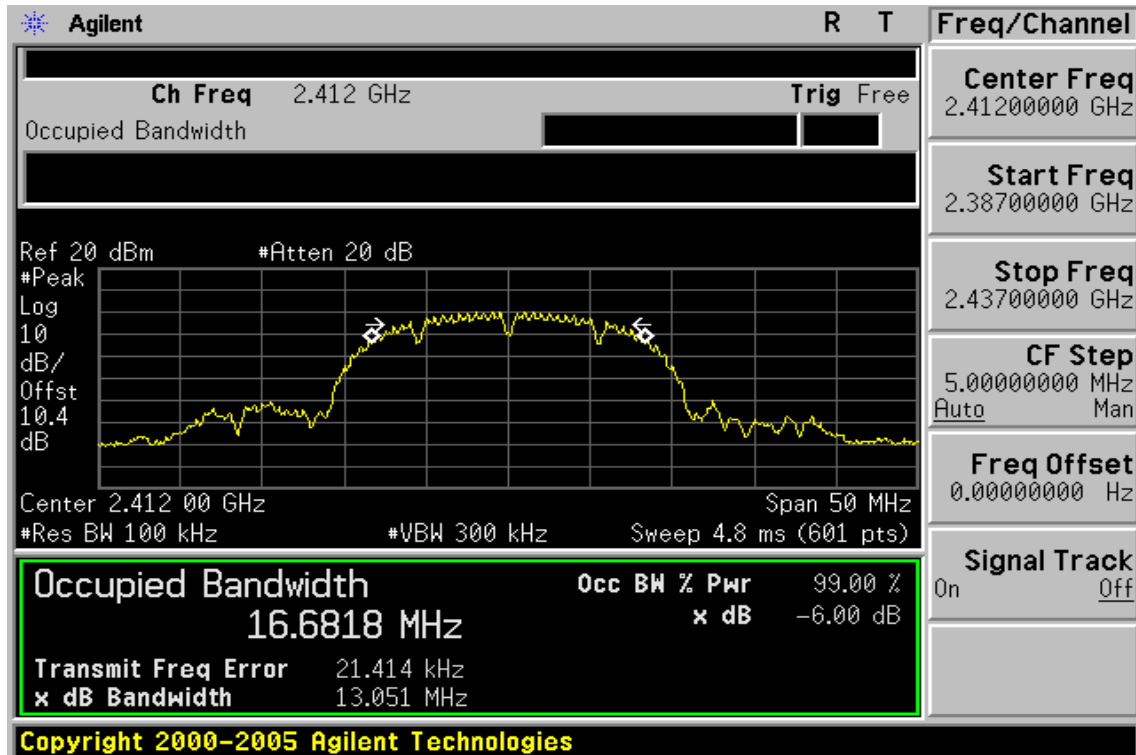 Agilent R T
Ch Freq 2.412 GHz Trig Free
Occupied Bandwidth
Ref 20 dBm #Atten 20 dB
#Peak
Log
10
dB/
Offst
10.4
dB
Center 2.412 00 GHz Span 50 MHz
#Res BW 100 kHz #VBW 300 kHz Sweep 4.8 ms (601 pts)
Occupied Bandwidth Occ BW % Pwr 99.00 %
16.6818 MHz x dB -6.00 dB
Transmit Freq Error 21.414 kHz
x dB Bandwidth 13.051 MHz
Copyright 2000-2005 Agilent Technologies
Freq/Channel
Center Freq
2.41200000 GHz
Start Freq
2.38700000 GHz
Stop Freq
2.43700000 GHz
CF Step
5.00000000 MHz
Auto Man
Freq Offset
0.00000000 Hz
Signal Track
On Off